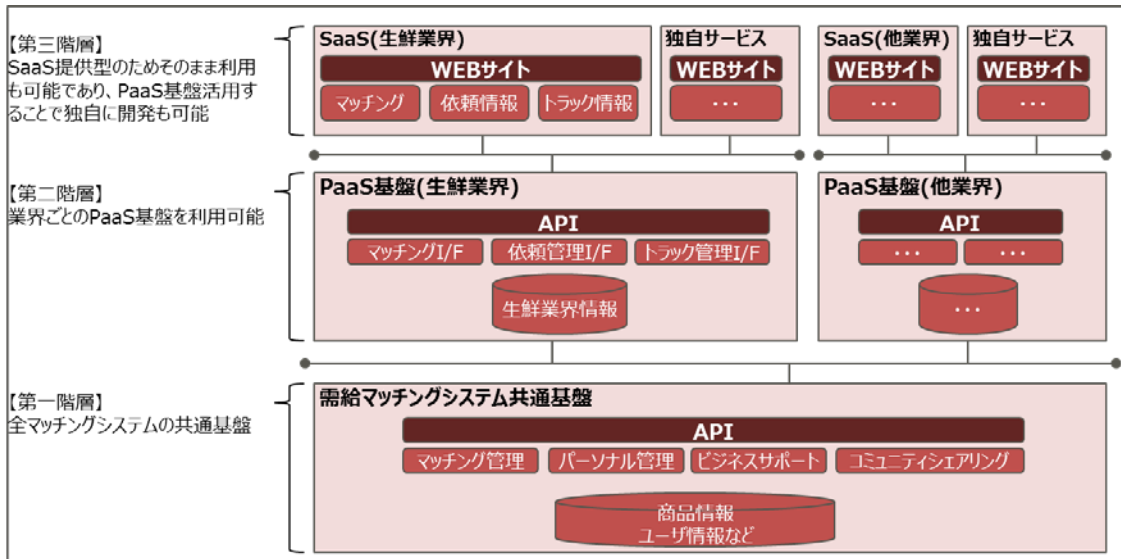 【第三階層】
SaaS提供型のためそのまま利用
も可能であり、PaaS基盤活用す
ることで独自に開発も可能
SaaS(生鮮業界)
WEBサイト
マッチング
依頼情報
トラック情報
独自サービス
WEBサイト
・・・
SaaS(他業界)
WEBサイト
・・・
独自サービス
WEBサイト
・・・
【第二階層】
業界ごとのPaaS基盤を利用可能
PaaS基盤(生鮮業界)
API
マッチングI/F
依頼管理I/F
トラック管理I/F
生鮮業界情報
PaaS基盤(他業界)
API
・・・
・・・
・・・
【第一階層】
全マッチングシステムの共通基盤
需給マッチングシステム共通基盤
API
マッチング管理
パーソナル管理
ビジネスサポート
コミュニティシェアリング
商品情報
ユーザ情報など